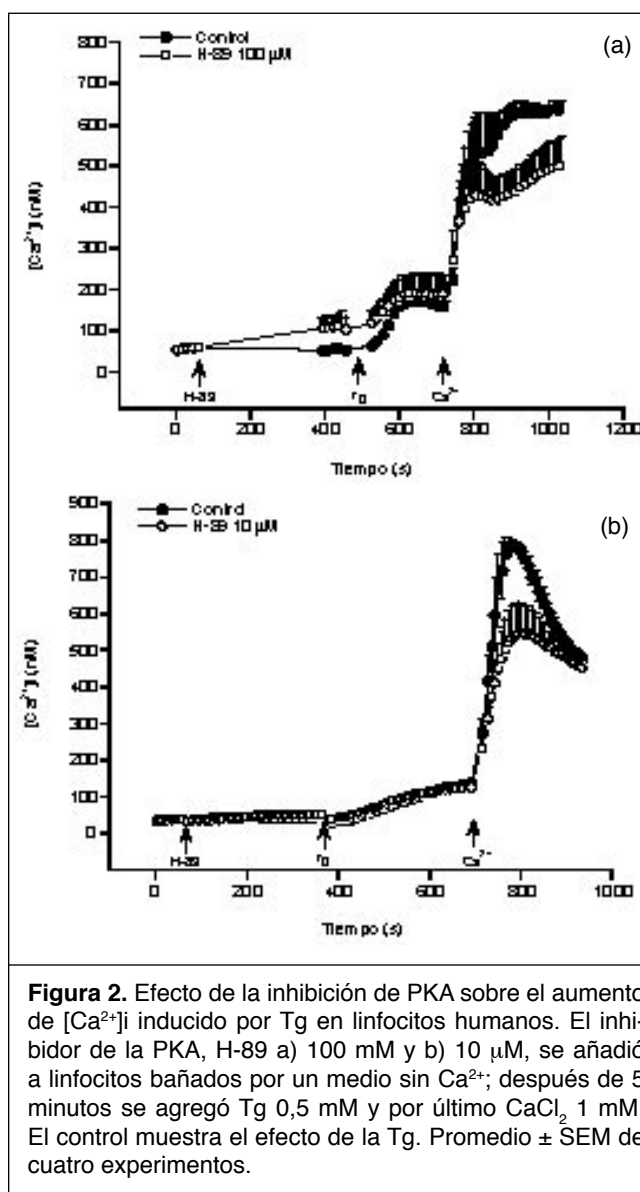 Control
H-89 100 µM
(a)
800
700
600
500
400
300
200
100
0
[Ca²⁺]i (nM)
H-89
Tg
Ca²⁺
0
200
400
600
800
1000
1200
Tiempo (s)
Control
H-89 10 µM
(b)
900
800
700
600
500
400
300
200
100
0
[Ca²⁺]i (nM)
H-89
Tg
Ca²⁺
0
200
400
600
800
1000
Tiempo (s)
Figura 2. Efecto de la inhibición de PKA sobre el aumento
de [Ca²⁺]i inducido por Tg en linfocitos humanos. El inhi-
bidor de la PKA, H-89 a) 100 mM y b) 10 µM, se añadió
a linfocitos bañados por un medio sin Ca²⁺; después de 5
minutos se agregó Tg 0,5 mM y por último CaCl₂ 1 mM.
El control muestra el efecto de la Tg. Promedio ± SEM de
cuatro experimentos.